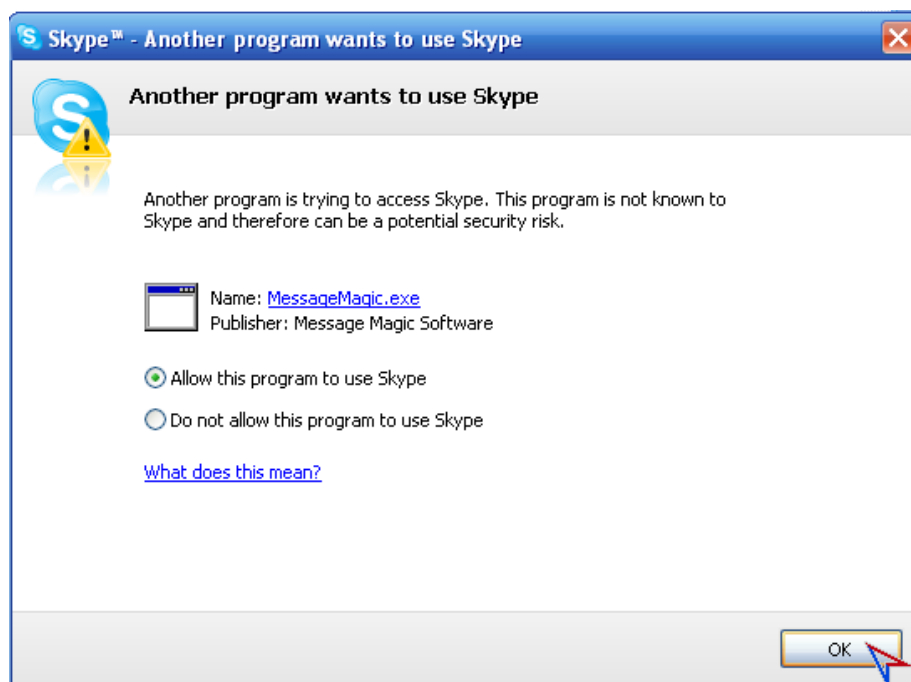 Skype™ - Another program wants to use Skype
Another program wants to use Skype
Another program is trying to access Skype. This program is not known to
Skype and therefore can be a potential security risk.
Name: MessageMagic.exe
Publisher: Message Magic Software
Allow this program to use Skype
Do not allow this program to use Skype
What does this mean?
OK